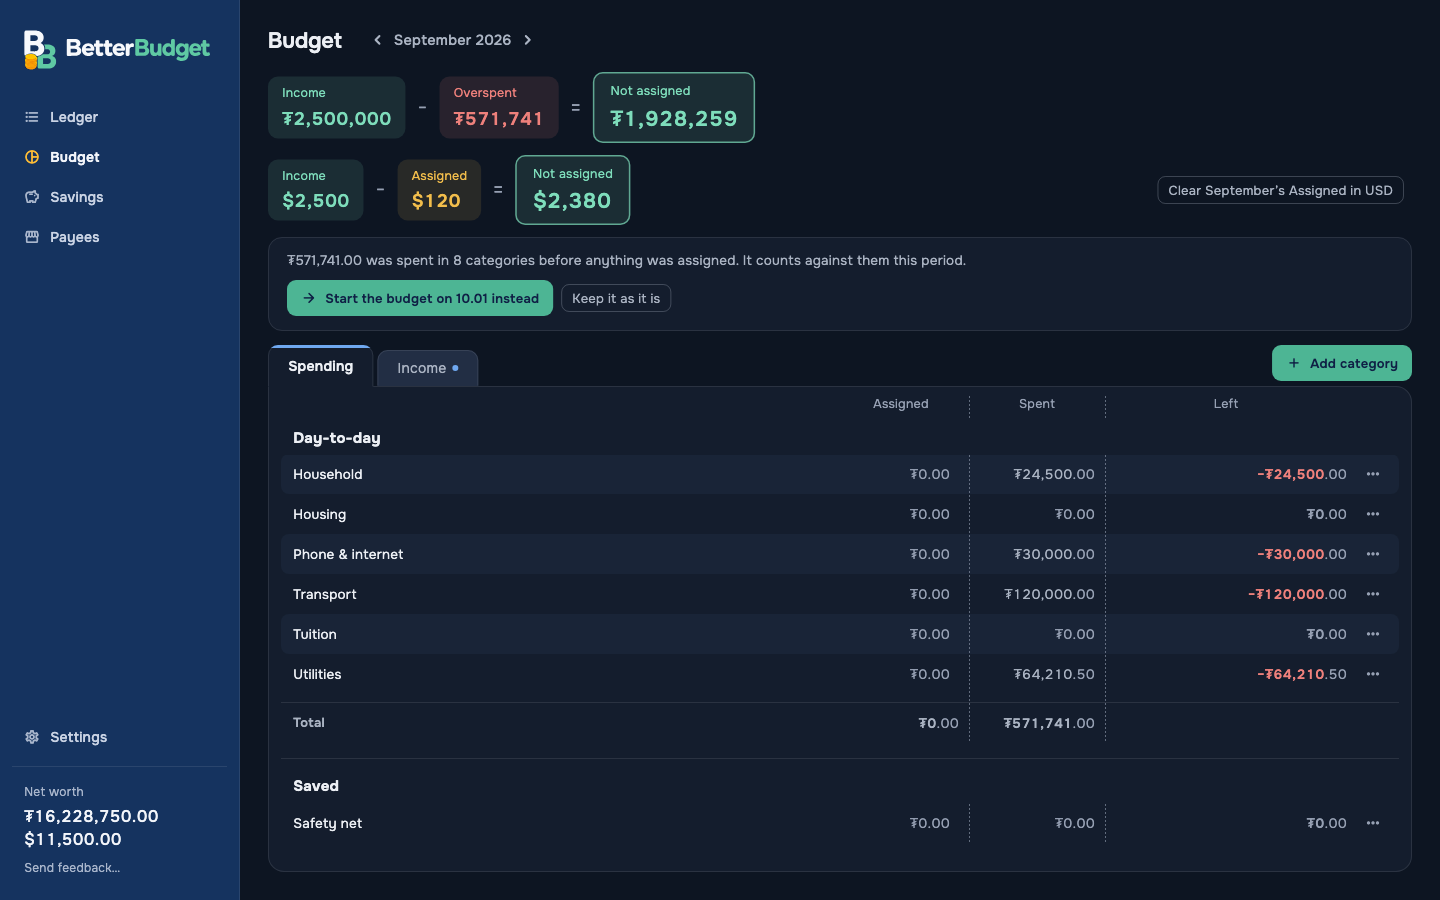 BetterBudget
Ledger
Budget
Savings
Payees
Settings
Net worth
₮16,228,750.00
$11,500.00
Send feedback...
Budget
September 2026
Income
₮2,500,000
-
Overspent
₮571,741
=
Not assigned
₮1,928,259
Income
$2,500
-
Assigned
$120
=
Not assigned
$2,380
Clear September's Assigned in USD
₮571,741.00 was spent in 8 categories before anything was assigned. It counts against them this period.
Start the budget on 10.01 instead
Keep it as it is
Spending
Income
+ Add category
Assigned Spent Left
Day-to-day
Household ₮0.00 ₮24,500.00 -₮24,500.00
Housing ₮0.00 ₮0.00 ₮0.00
Phone & internet ₮0.00 ₮30,000.00 -₮30,000.00
Transport ₮0.00 ₮120,000.00 -₮120,000.00
Tuition ₮0.00 ₮0.00 ₮0.00
Utilities ₮0.00 ₮64,210.50 -₮64,210.50
Total ₮0.00 ₮571,741.00
Saved
Safety net ₮0.00 ₮0.00 ₮0.00